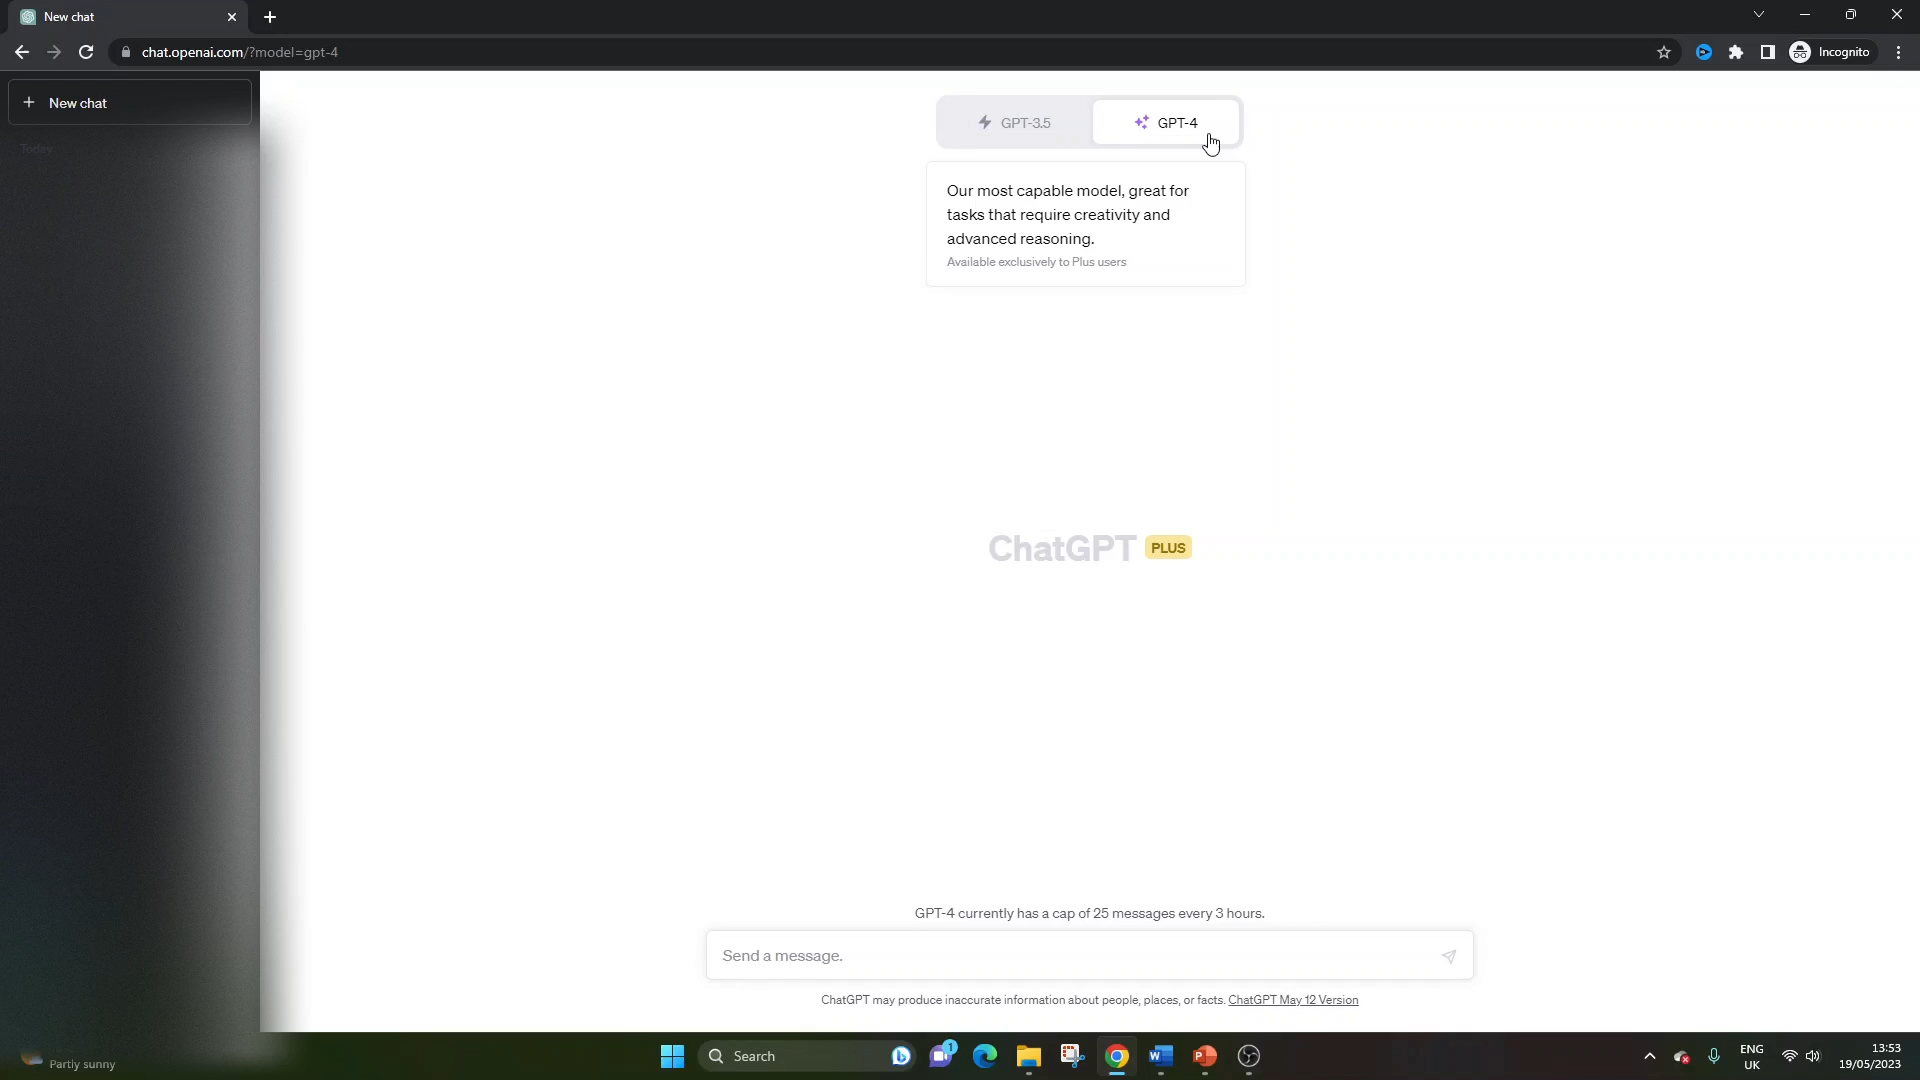 New chat
chat.openai.com/?model=gpt-4
Incognito
New chat
Today
GPT-3.5
GPT-4
Our most capable model, great for
tasks that require creativity and
advanced reasoning.
Available exclusively to Plus users
ChatGPT PLUS
GPT-4 currently has a cap of 25 messages every 3 hours.
Send a message.
ChatGPT may produce inaccurate information about people, places, or facts. ChatGPT May 12 Version
Partly sunny
Search
1
ENG
UK
13:53
19/05/2023